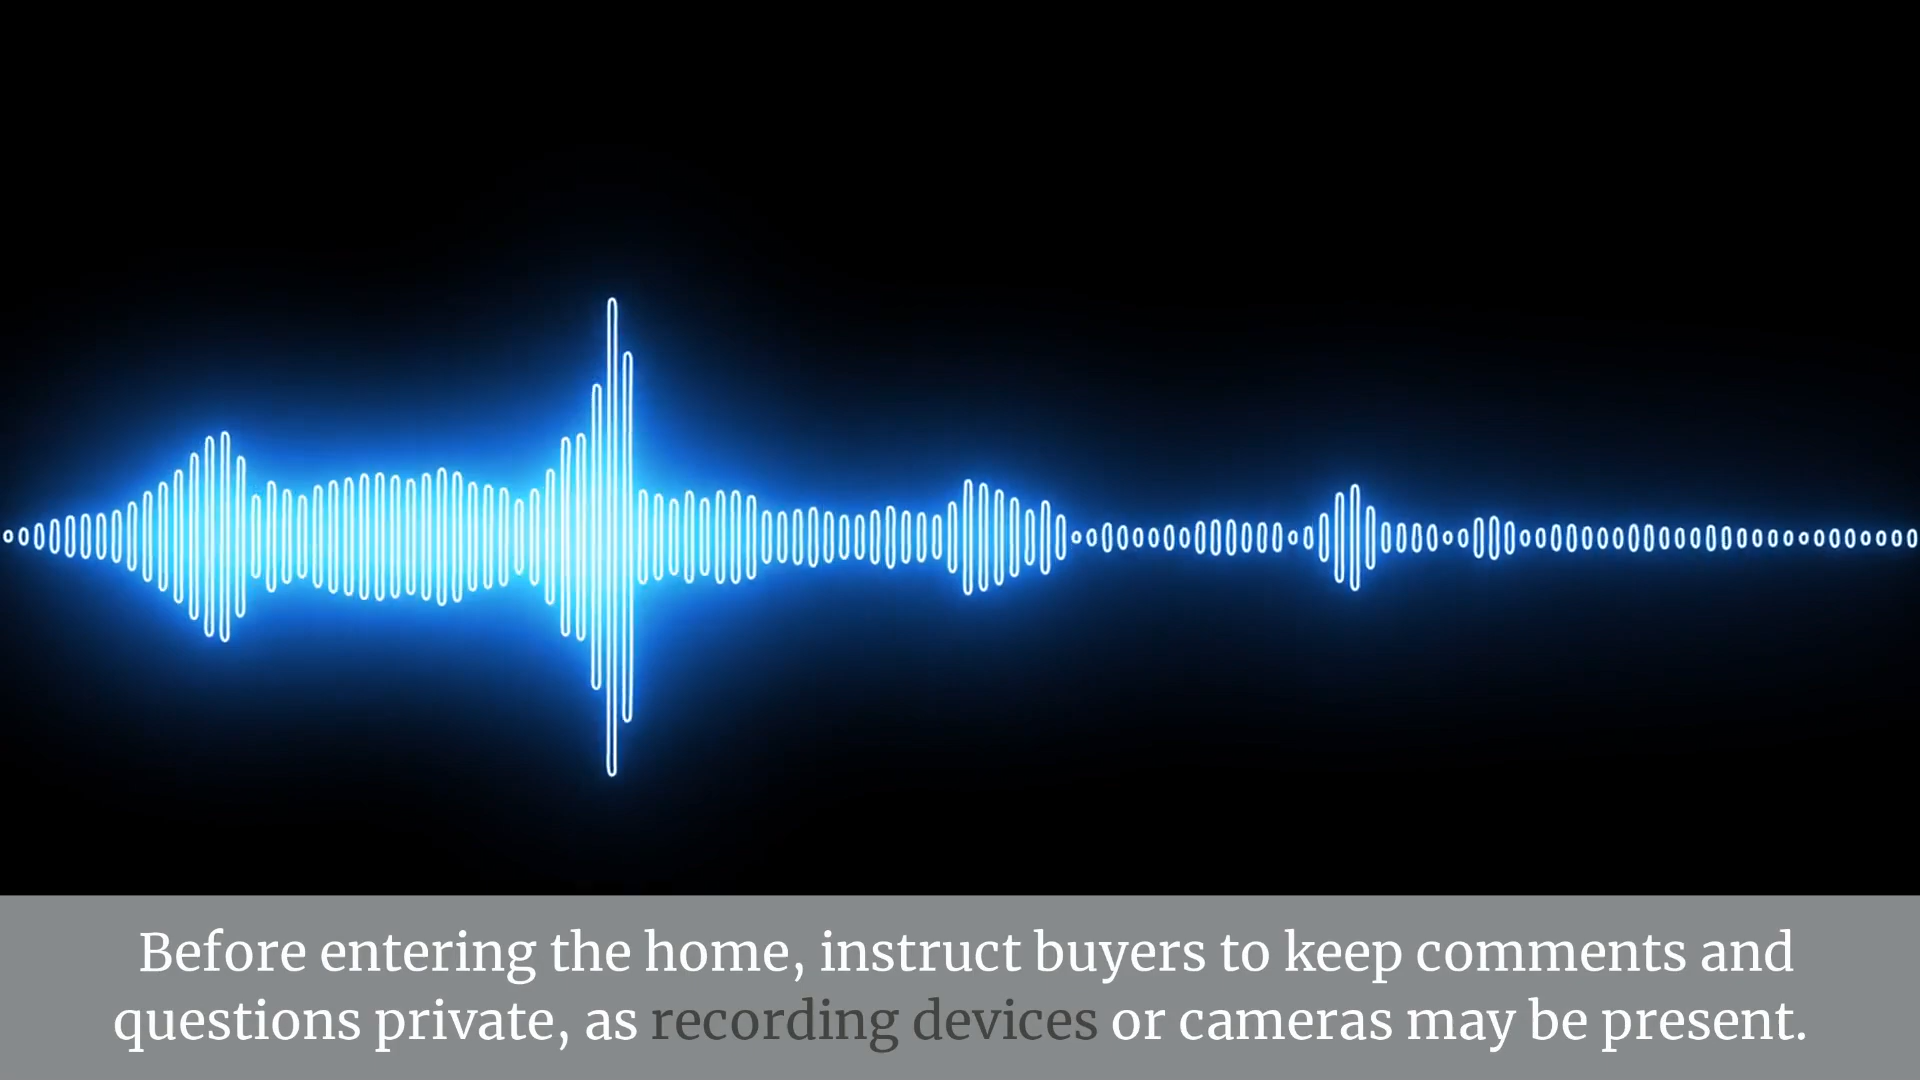 Before entering the home, instruct buyers to keep comments and
questions private, as recording devices or cameras may be present.